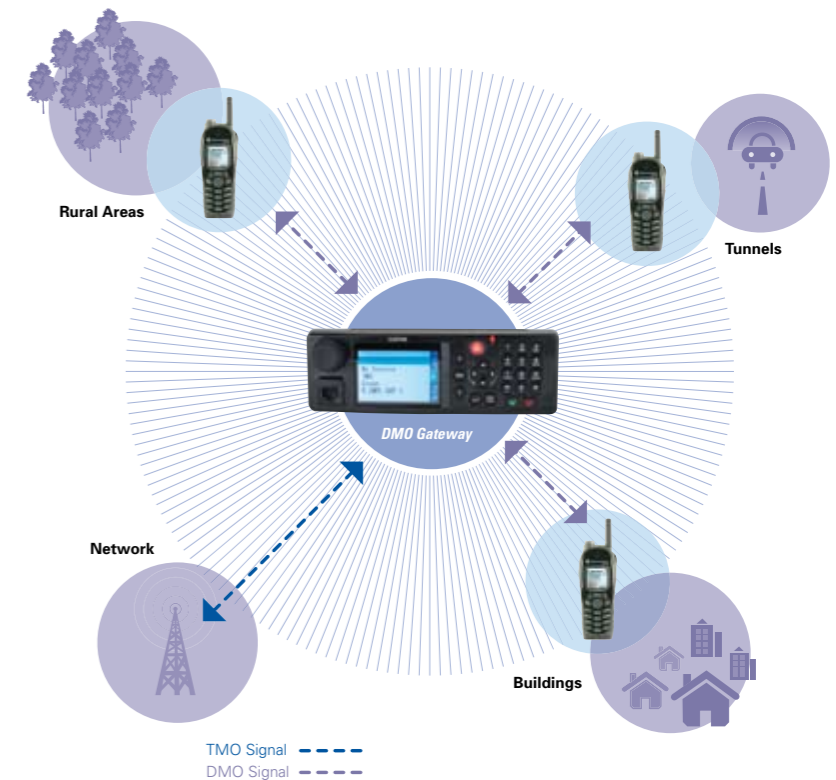 Rural Areas
Tunnels
DMO Gateway
Network
Buildings
TMO Signal
DMO Signal